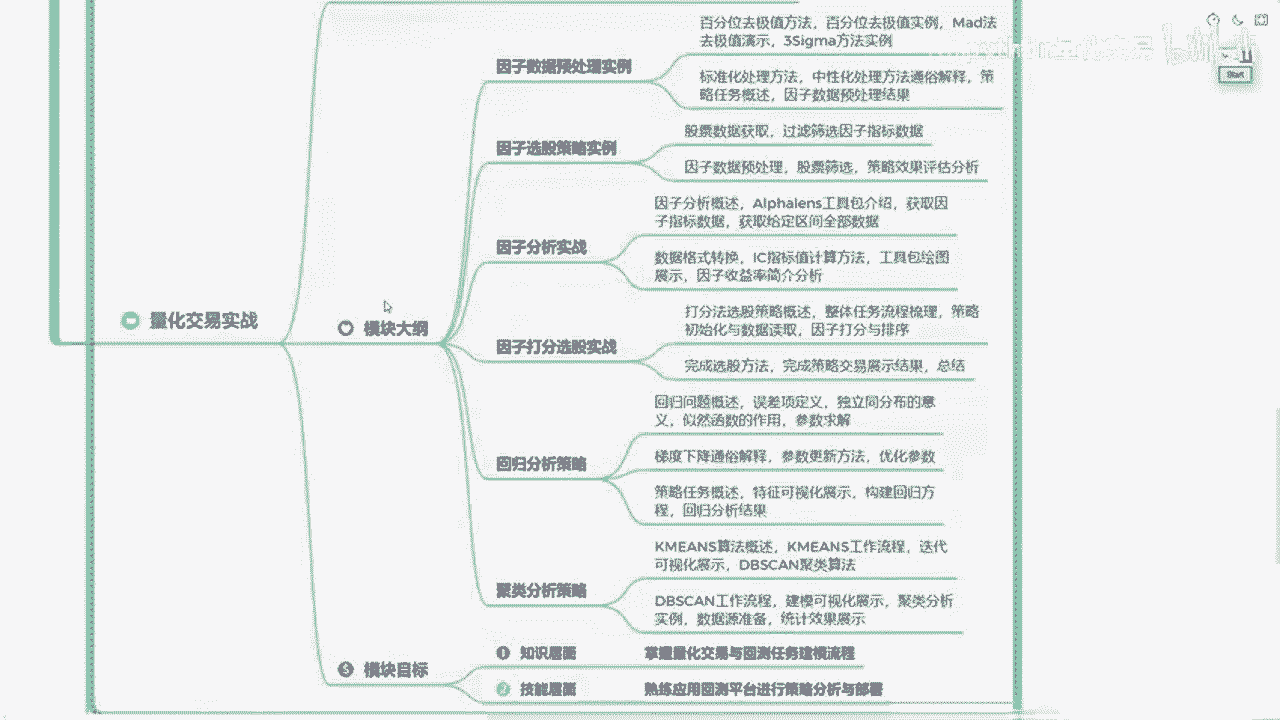 百分位去极值方法，百分位去极值实例，Mad法
去极值演示，3Sigma方法实例
因子数据预处理实例
标准化处理方法，中性化处理方法通俗解释，策
略任务概述，因子数据预处理结果
股票数据获取，过滤筛选因子指标数据
因子选股策略实例
因子数据预处理，股票筛选，策略效果评估分析
因子分析概述，Alphalens工具包介绍，获取因
子指标数据，获取给定区间全部数据
因子分析实战
数据格式转换，IC指标值计算方法，工具包绘图
展示，因子收益率简介分析
打分法选股策略概述，整体任务流程梳理，策略
初始化与数据读取，因子打分与排序
量化交易实战
模块大纲
因子打分选股实战
完成选股方法，完成策略交易展示结果，总结
回归问题概述，误差项定义，独立同分布的意
义，似然函数的作用，参数求解
回归分析策略
梯度下降通俗解释，参数更新方法，优化参数
策略任务概述，特征可视化展示，构建回归方
程，回归分析结果
KMEANS算法概述，KMEANS工作流程，迭代
可视化展示，DBSCAN聚类算法
聚类分析策略
DBSCAN工作流程，建模可视化展示，聚类分析
实例，数据源准备，统计效果展示
1 知识层面 掌握量化交易与回测任务建模流程
模块目标
2 技能层面 熟练应用回测平台进行策略分析与部署